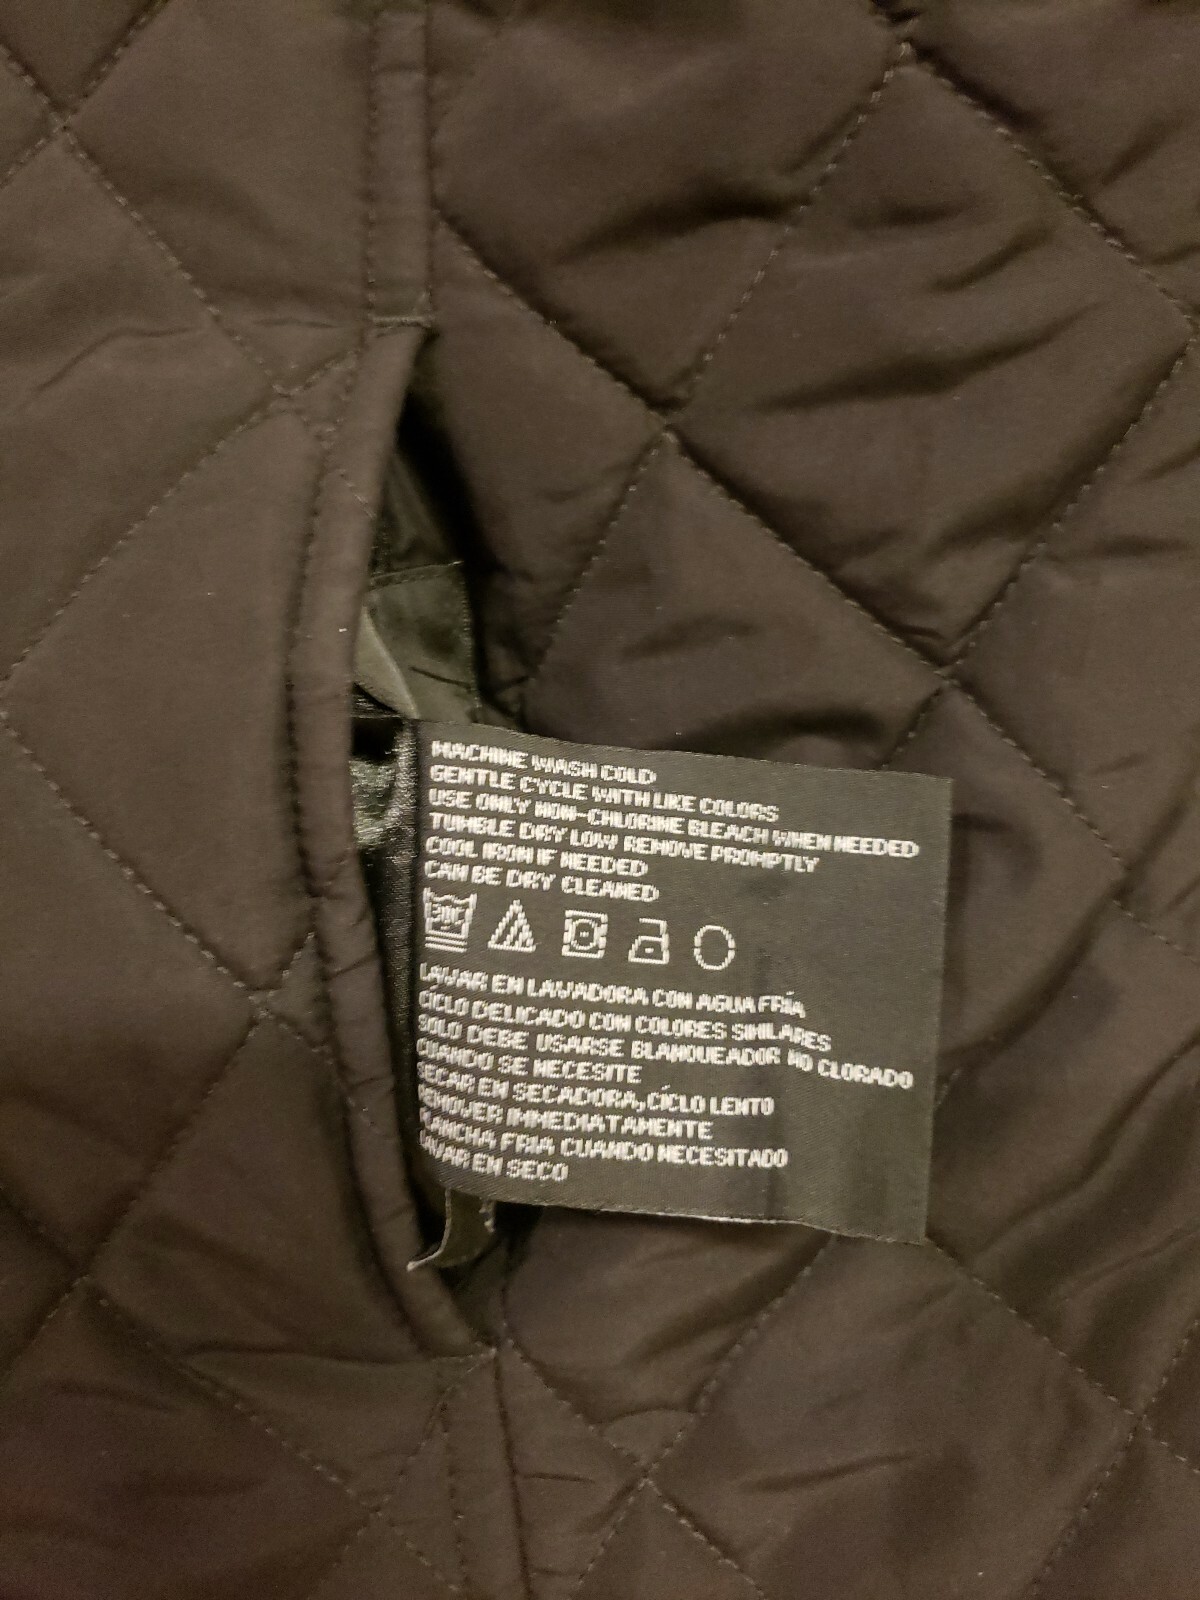 MACHINE WASH COLD
GENTLE CYCLE WITH LIKE COLORS
USE ONLY NON-CHLORINE BLEACH WHEN NEEDED
TUMBLE DRY LOW REMOVE PROMPTLY
COOL IRON IF NEEDED
CAN BE DRY CLEANED
30C
LAVAR EN LAVADORA CON AGUA FRÍA
CÍCLO DELICADO CON COLORES SIMILARES
SOLO DEBE USARSE BLANQUEADOR NO CLORADO
CUANDO SE NECESITE
SECAR EN SECADORA, CÍCLO LENTO
REMOVER IMMEDIATAMENTE
PLANCHA FRIA CUANDO NECESITADO
LAVAR EN SECO